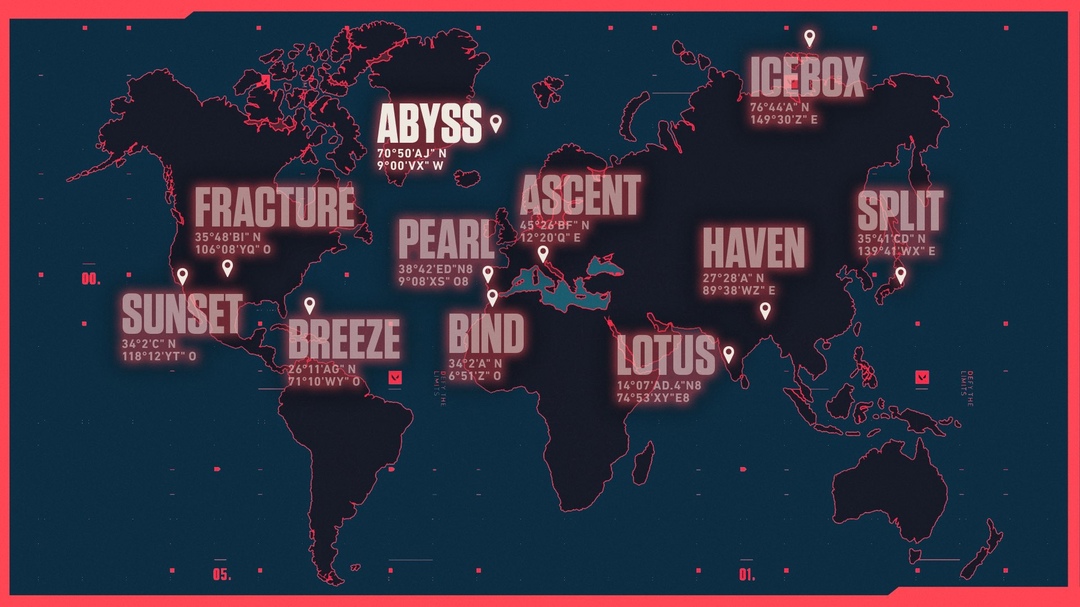 ICEBOX
76°44'A" N
149°30'Z" E
ABYSS
70°50'AJ" N
9°00'VX" W
ASCENT
45°26'BF" N
12°20'Q" E
FRACTURE
35°48'BI" N
106°08'YQ" O
SPLIT
35°41'CD" N
139°41'WX" E
PEARL
38°42'ED"N8
9°08'XS" O8
HAVEN
27°28'A" N
89°38'WZ" E
00.
SUNSET
34°2'C" N
118°12'YT" O
BREEZE
26°11'AG" N
71°10'WY" O
BIND
34°2'A" N
6°51'Z" O
LOTUS
14°07'AD.4"N8
74°53'XY"E8
DEFY THE
LIMITS
DEFY THE
LIMITS
05.
01.